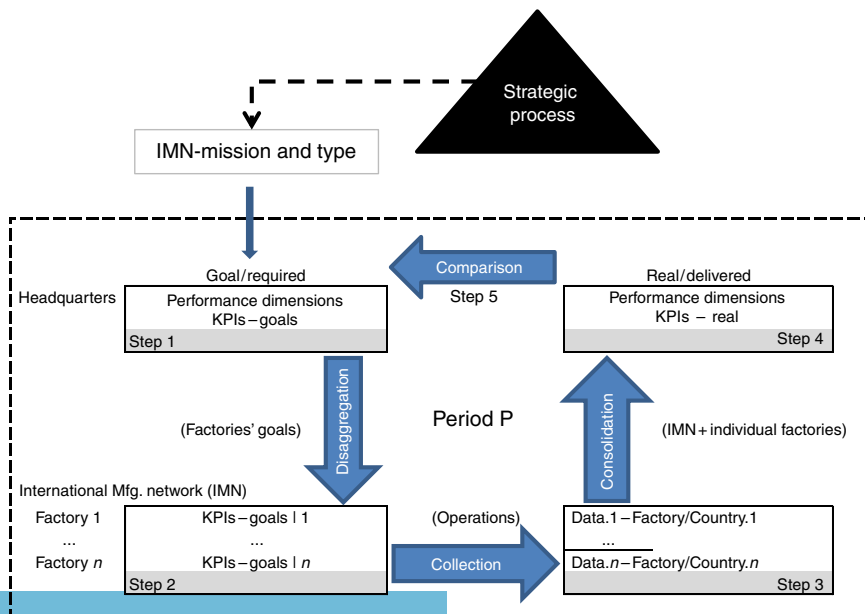 Strategic
process
IMN-mission and type
Goal/required
Comparison
Real/delivered
Headquarters
Performance dimensions
KPIs–goals
Step 1
Step 5
Performance dimensions
KPIs – real
Step 4
Disaggregation
(Factories' goals)
Period P
Consolidation
(IMN+individual factories)
International Mfg. network (IMN)
Factory 1
KPIs–goals | 1
(Operations)
Data.1–Factory/Country.1
...
...
...
Factory n
KPIs–goals | n
Collection
Data.n–Factory/Country.n
Step 2
Step 3